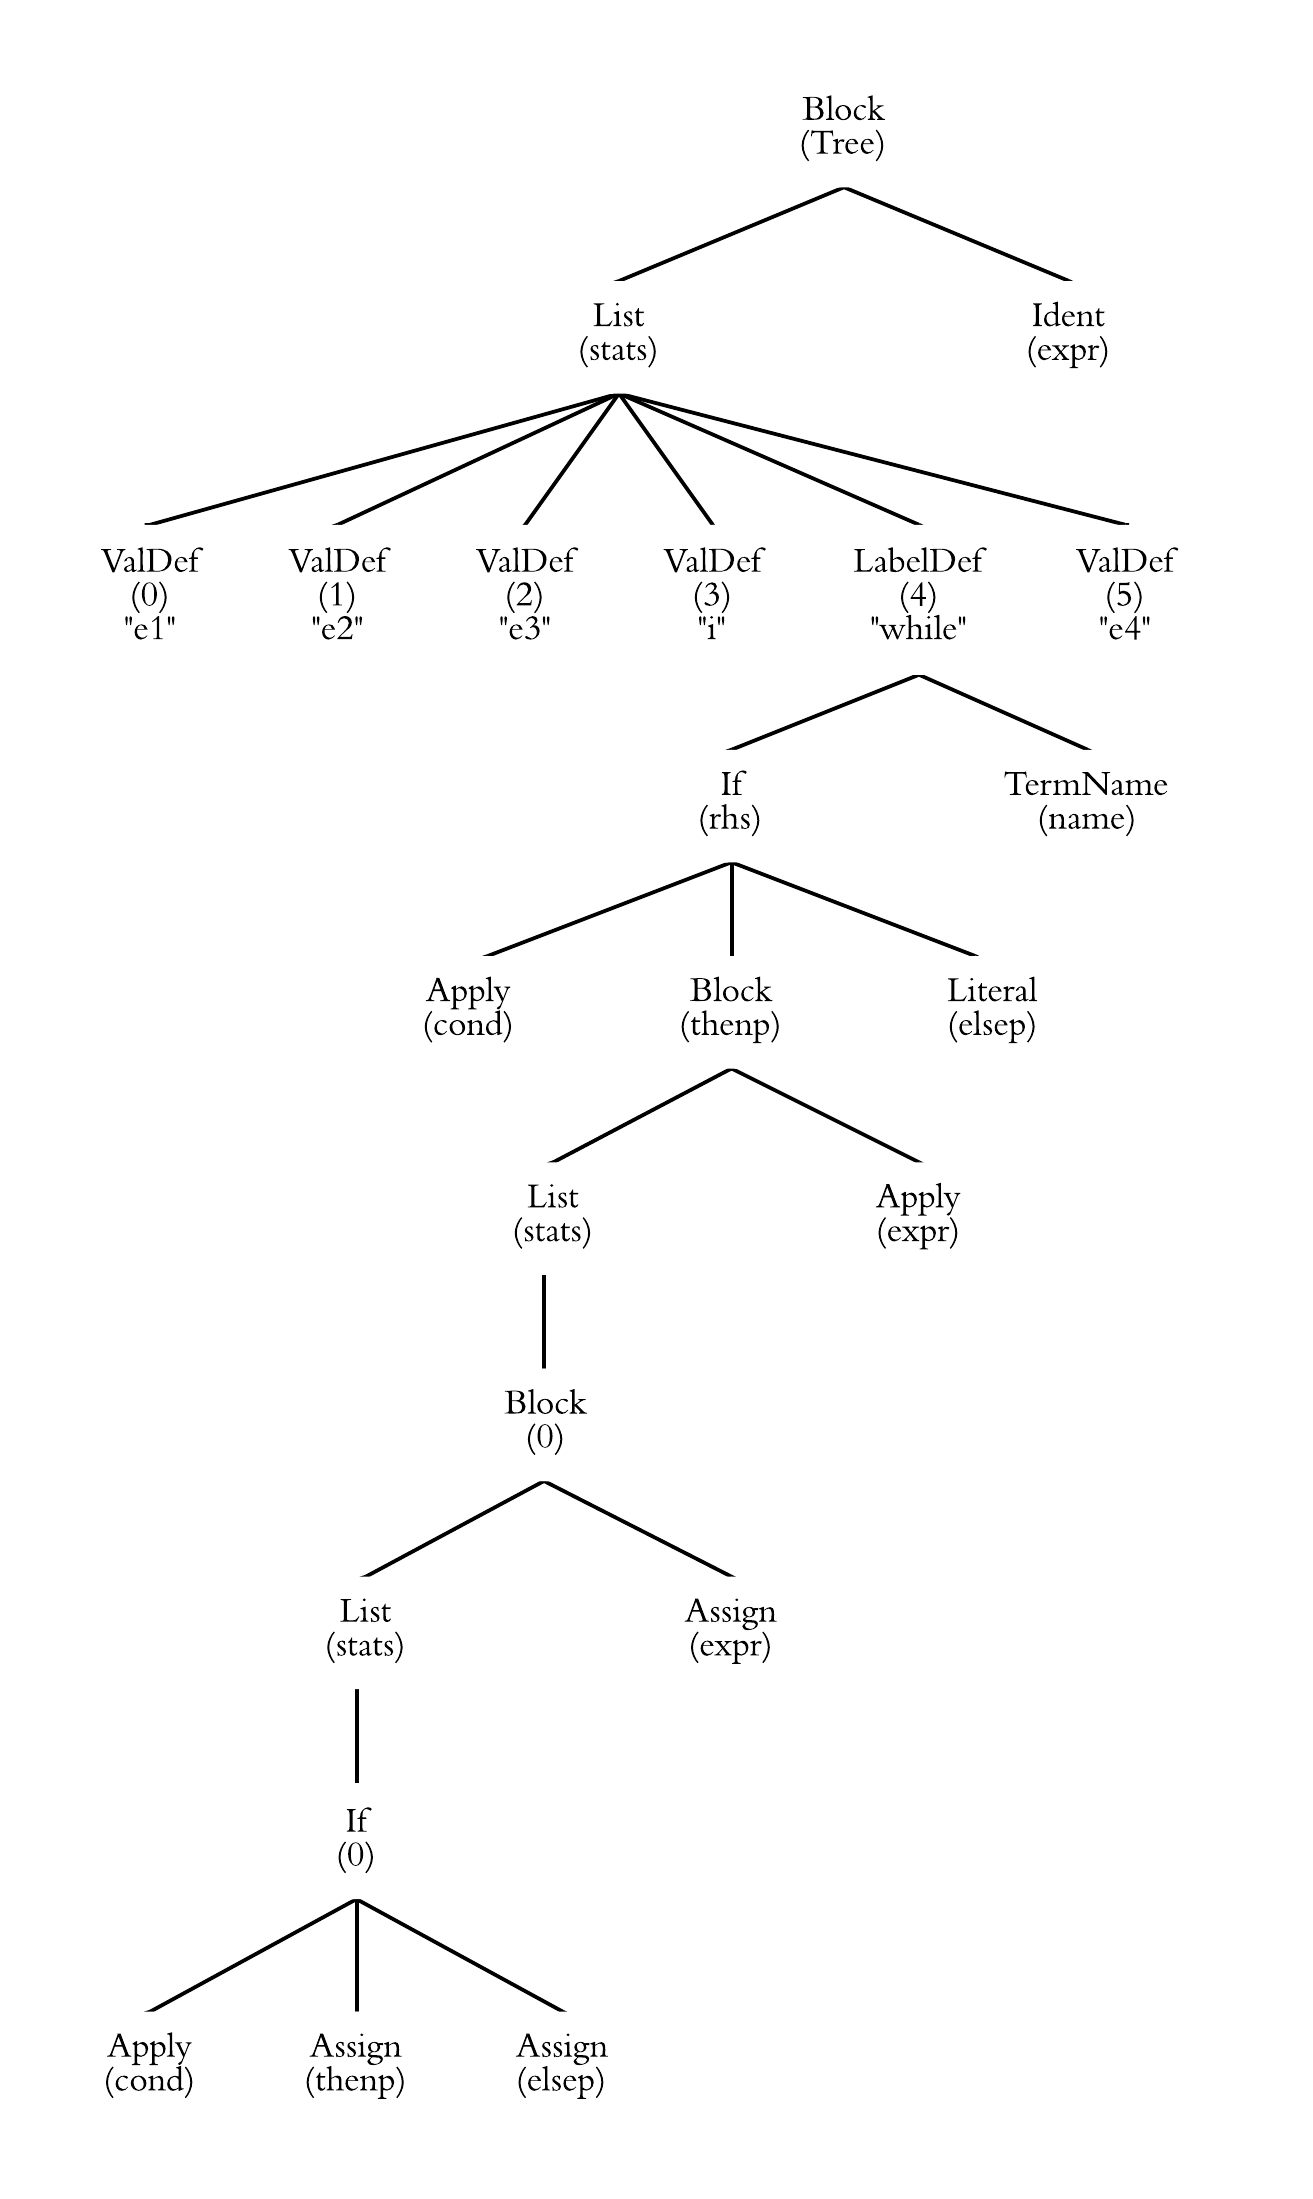 Block
(Tree)
List
(stats)
Ident
(expr)
ValDef
(0)
"e1"
ValDef
(1)
"e2"
ValDef
(2)
"e3"
ValDef
(3)
"i"
LabelDef
(4)
"while"
ValDef
(5)
"e4"
If
(rhs)
TermName
(name)
Apply
(cond)
Block
(thenp)
Literal
(elsep)
List
(stats)
Apply
(expr)
Block
(0)
List
(stats)
Assign
(expr)
If
(0)
Apply
(cond)
Assign
(thenp)
Assign
(elsep)